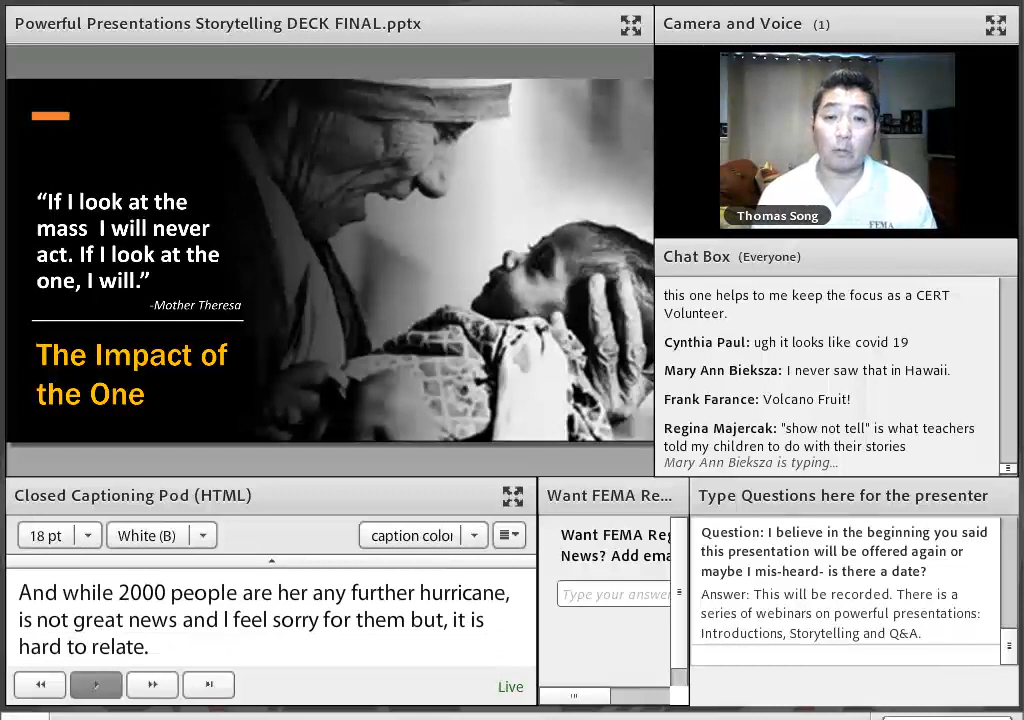 Powerful Presentations Storytelling DECK FINAL.pptx
“If I look at the
mass I will never
act. If I look at the
one, I will.”
-Mother Theresa
The Impact of
the One
Camera and Voice (1)
Thomas Song
FEMA
Chat Box (Everyone)
this one helps to me keep the focus as a CERT
Volunteer.
Cynthia Paul: ugh it looks like covid 19
Mary Ann Bieksza: I never saw that in Hawaii.
Frank Farance: Volcano Fruit!
Regina Majercak: "show not tell" is what teachers
told my children to do with their stories
Mary Ann Bieksza is typing...
Closed Captioning Pod (HTML)
18 pt
White (B)
caption color
And while 2000 people are her any further hurricane,
is not great news and I feel sorry for them but, it is
hard to relate.
Live
Want FEMA Re...
Want FEMA Reg
News? Add ema
Type your answer
Type Questions here for the presenter
Question: I believe in the beginning you said
this presentation will be offered again or
maybe I mis-heard- is there a date?
Answer: This will be recorded. There is a
series of webinars on powerful presentations:
Introductions, Storytelling and Q&A.